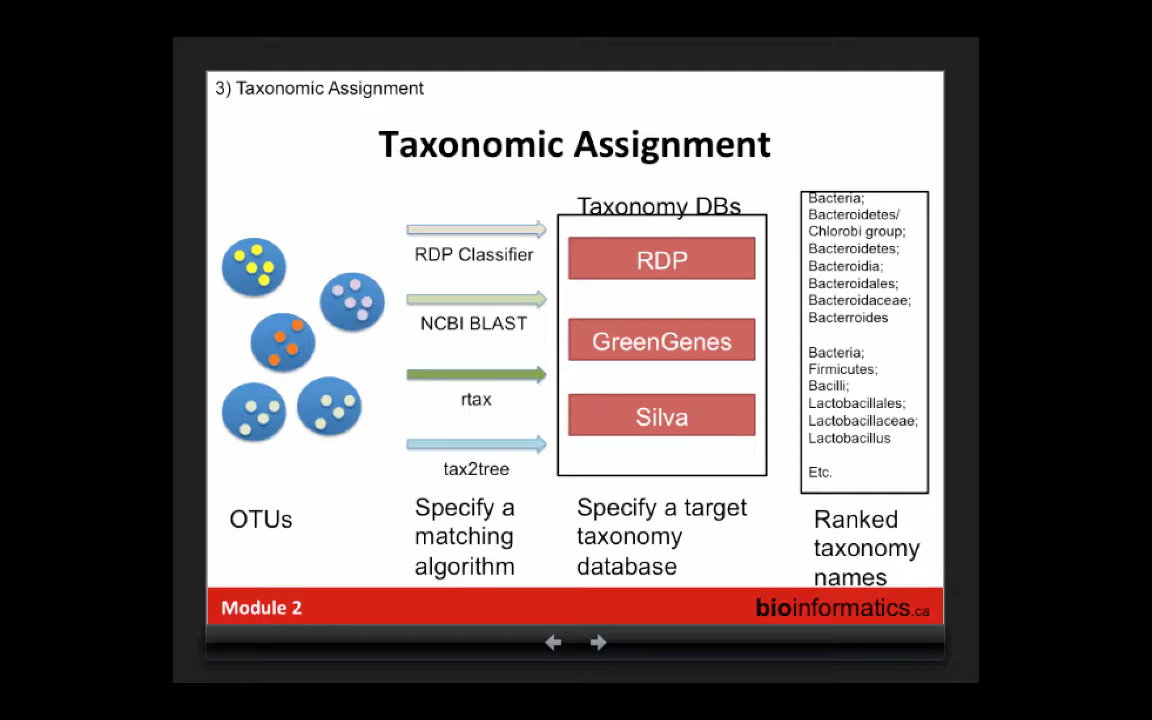 3) Taxonomic Assignment
Taxonomic Assignment
OTUs
RDP Classifier
NCBI BLAST
rtax
tax2tree
Specify a
matching
algorithm
Taxonomy DBs
RDP
GreenGenes
Silva
Specify a target
taxonomy
database
Bacteria;
Bacteroidetes/
Chlorobi group;
Bacteroidetes;
Bacteroidia;
Bacteroidales;
Bacteroidaceae;
Bacterroides
Bacteria;
Firmicutes;
Bacilli;
Lactobacillales;
Lactobacillaceae;
Lactobacillus
Etc.
Ranked
taxonomy
names
Module 2
bioinformatics.ca